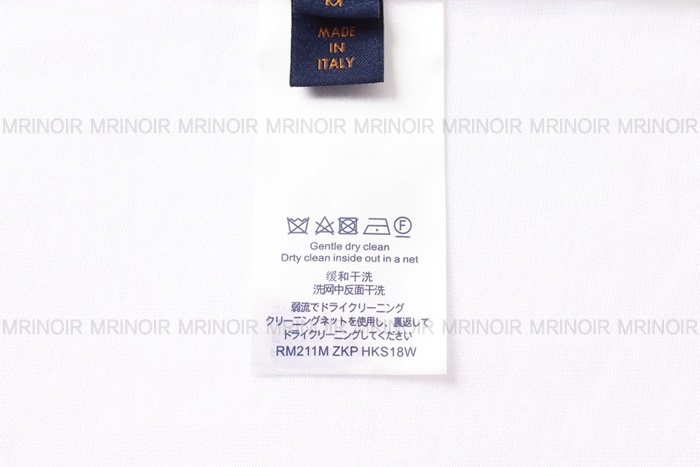 M
MADE
IN
ITALY
MRINOIR MRINOIR MRINOIR MRINOIR MRINOIR MRINOIR MRINOIR MRINOIR
F
Gentle dry clean
Drty clean inside out in a net
缓和干洗
洗网中反面干洗
弱流でドライクリーニング
クリーニングネットを使用し、裏返して
ドライクリーニングしてください
MRINOIR MRINOIR MRINOIR MRINOIR MRINOIR MRINOIR MRINOIR MRINOIR
RM211M ZKP HKS18W